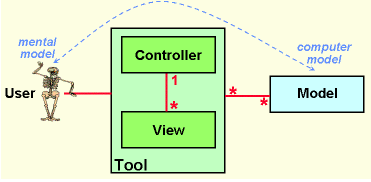 mental
model
computer
model
User
Controller
1
*
View
Tool
*
*
Model